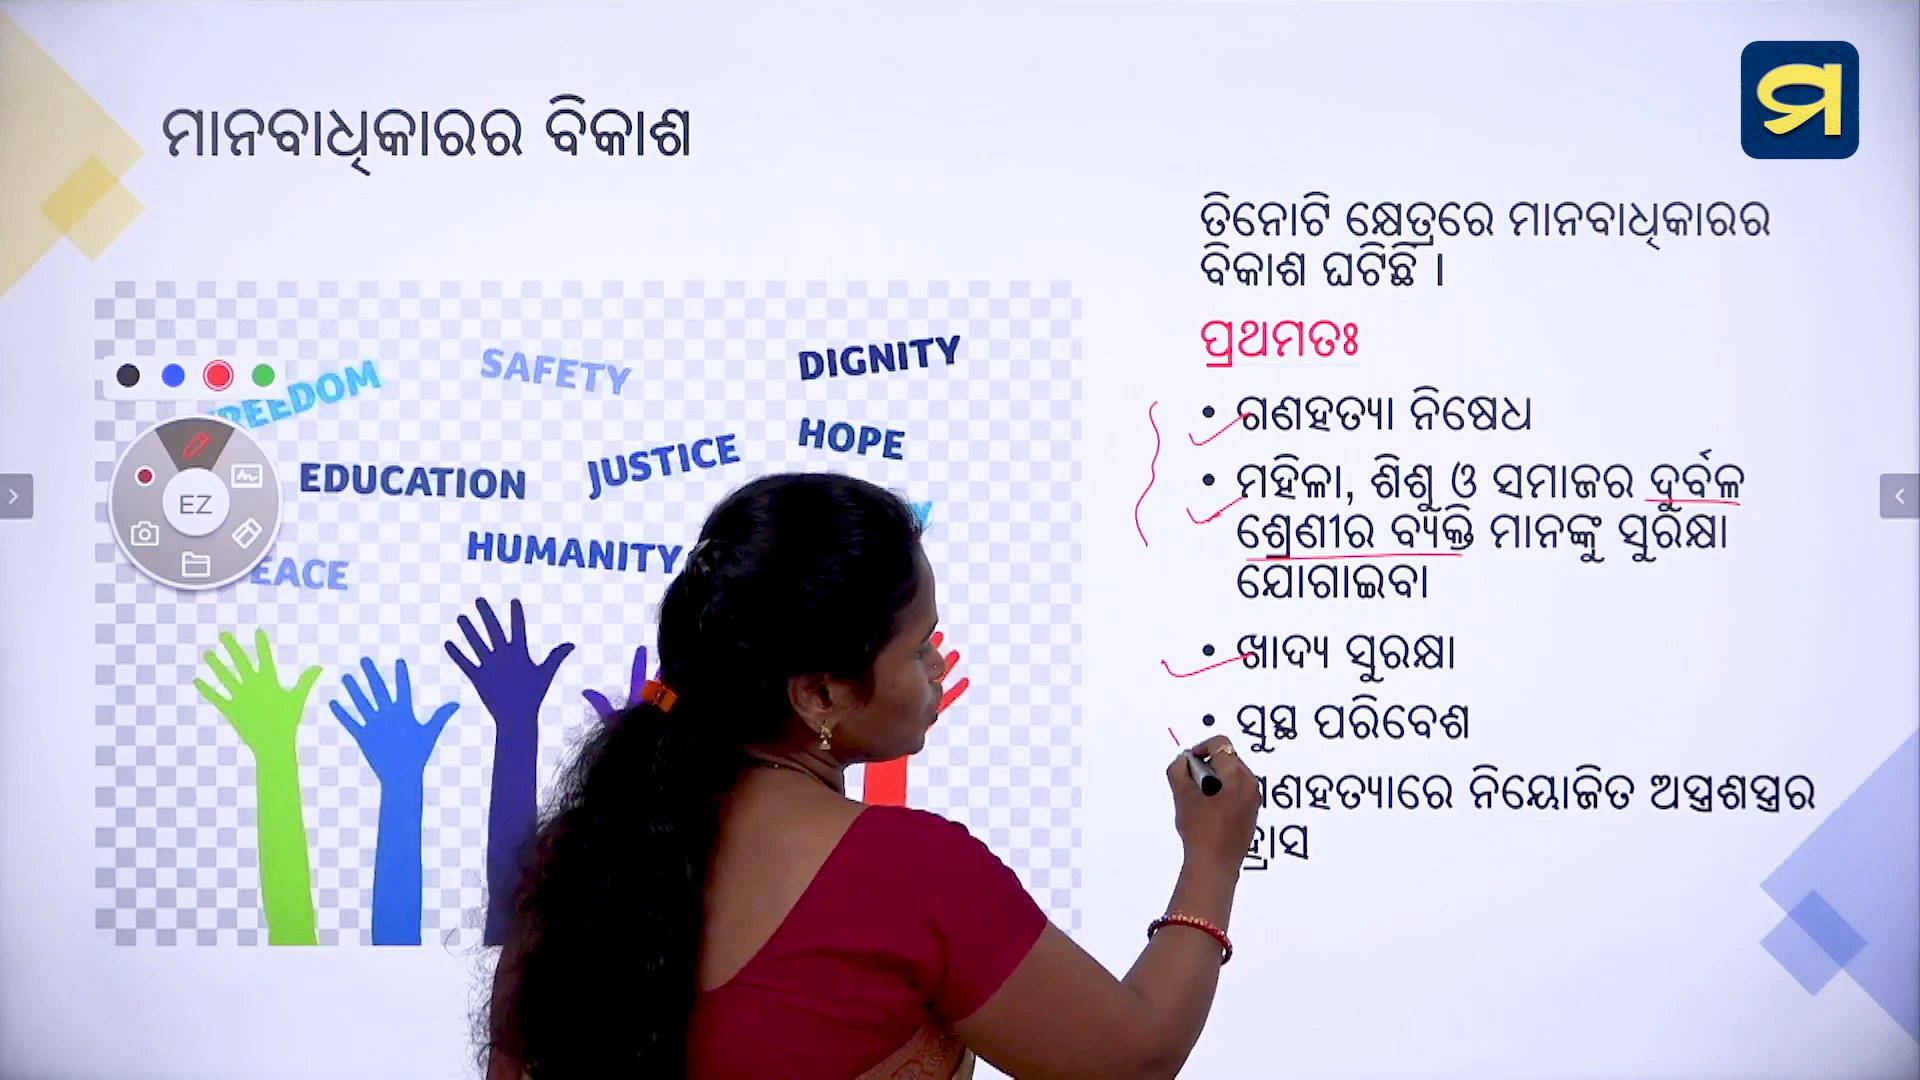 ମ
ମାନବାଧିକାରର ବିକାଶ
ତିନୋଟି କ୍ଷେତ୍ରରେ ମାନବାଧିକାରର
ବିକାଶ ଘଟିଛି ।
ପ୍ରଥମତଃ
• ଗଣହତ୍ୟା ନିଷେଧ
• ମହିଳା, ଶିଶୁ ଓ ସମାଜର ଦୁର୍ବଳ
ଶ୍ରେଣୀର ବ୍ୟକ୍ତି ମାନଙ୍କୁ ସୁରକ୍ଷା
ଯୋଗାଇବା
• ଖାଦ୍ୟ ସୁରକ୍ଷା
• ସୁସ୍ଥ ପରିବେଶ
ଗଣହତ୍ୟାରେ ନିୟୋଜିତ ଅସ୍ତ୍ରଶସ୍ତ୍ରର
ହ୍ରାସ
SAFETY
DIGNITY
REEDOM
HOPE
JUSTICE
EDUCATION
HUMANITY
EACE
EZ